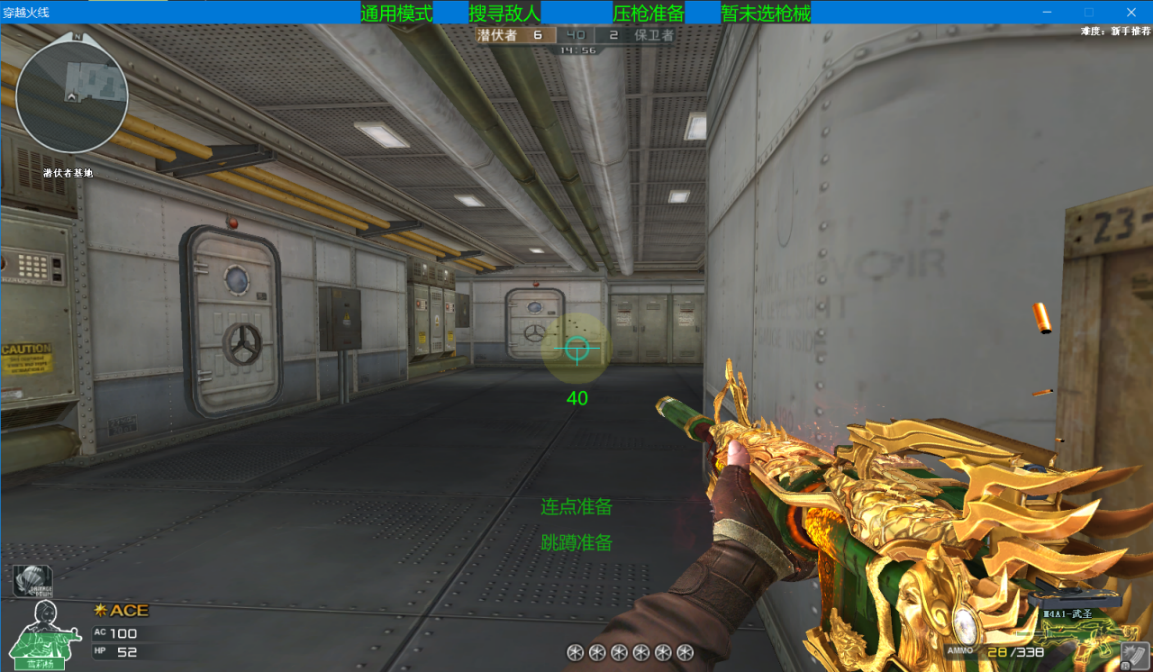 穿越火线
通用模式 搜寻敌人 压枪准备 暂未选枪械
潜伏者 6 40 2 保卫者
14:56
难度: 新手推荐
N
潜伏者基地
23-
CAUTION
40
连点准备
跳蹲准备
ACE
AC 100
HP 52
M4A1-武圣
AMMO 28/338